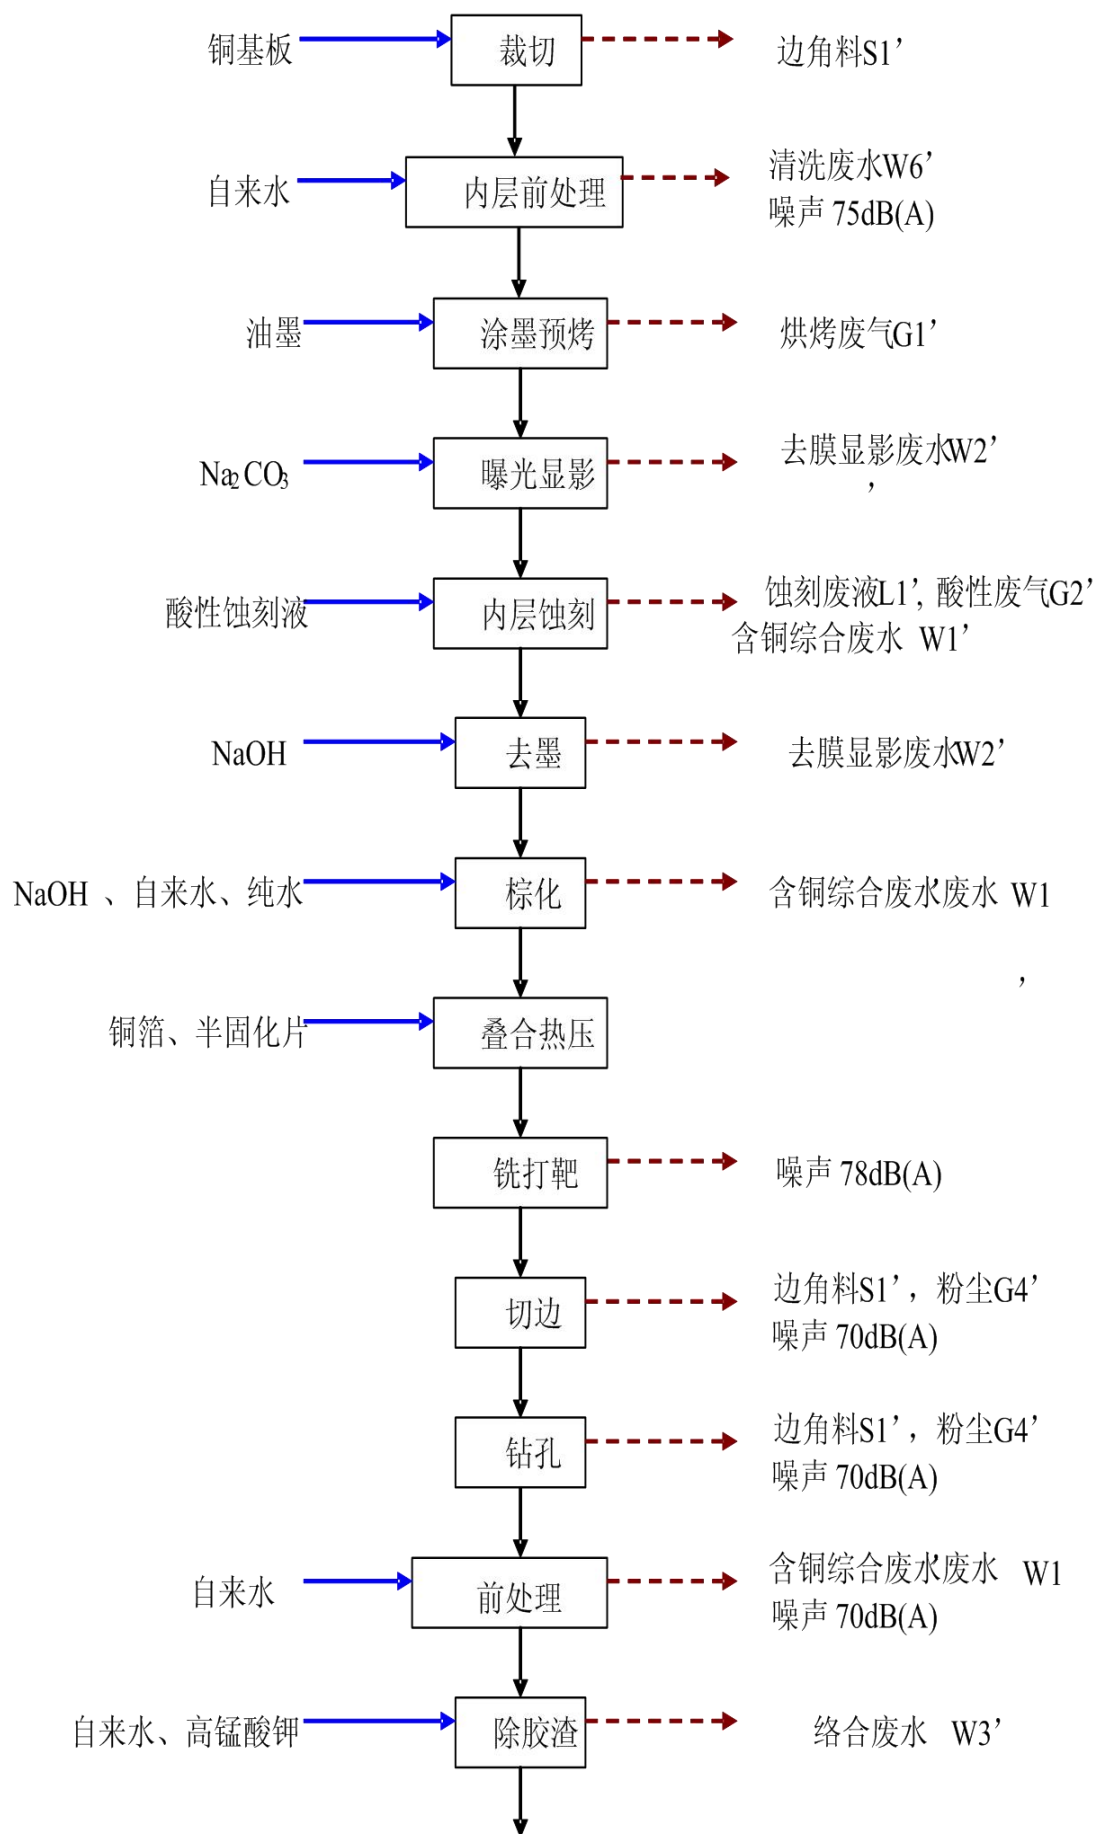 铜基板
裁切
边角料S1’
自来水
内层前处理
清洗废水W6’
噪声 75dB(A)
油墨
涂墨预烤
烘烤废气G1’
Na2CO3
曝光显影
去膜显影废水W2’
,
酸性蚀刻液
内层蚀刻
蚀刻废液L1’, 酸性废气G2’
含铜综合废水 W1’
NaOH
去墨
去膜显影废水W2’
NaOH 、自来水、纯水
棕化
含铜综合废水’废水 W1
,
铜箔、半固化片
叠合热压
铣打靶
噪声 78dB(A)
切边
边角料S1’，粉尘G4’
噪声 70dB(A)
钻孔
边角料S1’，粉尘G4’
噪声 70dB(A)
自来水
前处理
含铜综合废水’废水 W1
噪声 70dB(A)
自来水、高锰酸钾
除胶渣
络合废水 W3’